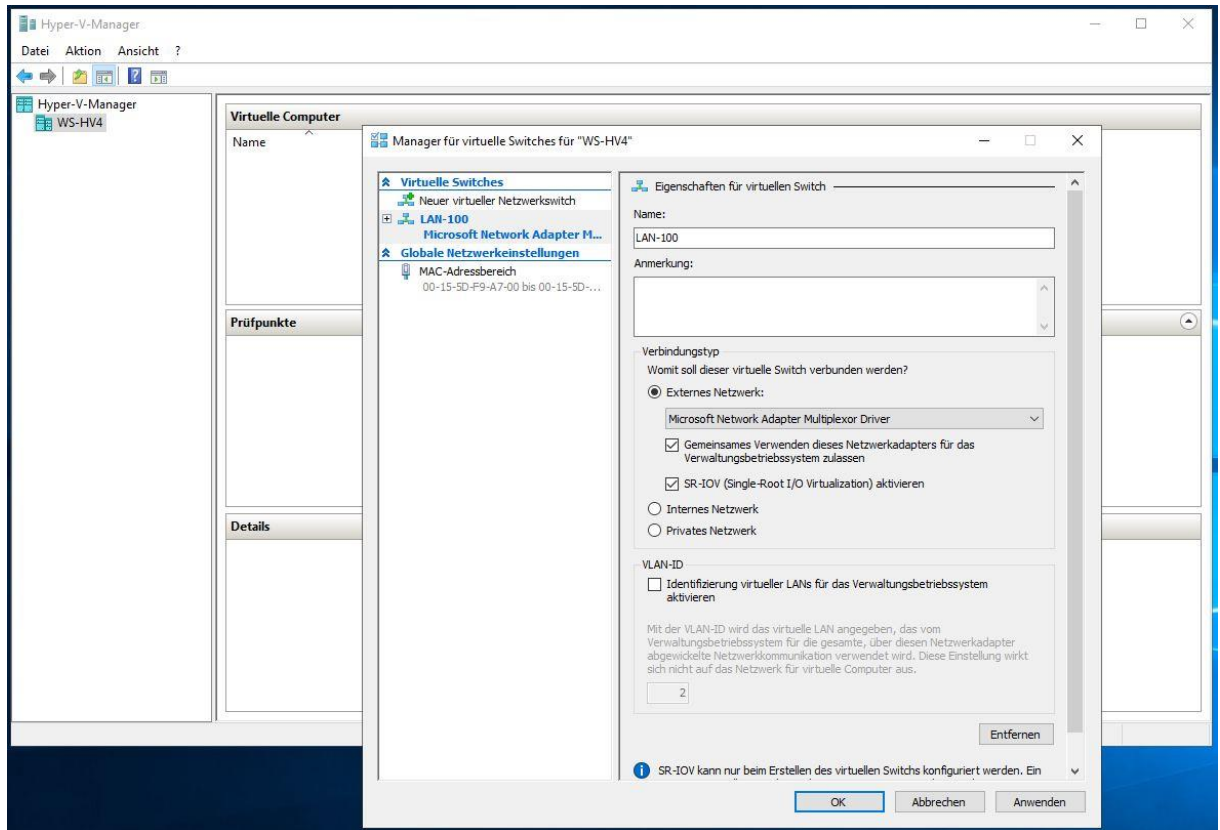 Hyper-V-Manager
Datei Aktion Ansicht ?
Hyper-V-Manager
WS-HV4
Virtuelle Computer
Name
Prüfpunkte
Details
Manager für virtuelle Switches für "WS-HV4"
Virtuelle Switches
Neuer virtueller Netzwerkswitch
LAN-100
Microsoft Network Adapter M...
Globale Netzwerkeinstellungen
MAC-Adressbereich
00-15-5D-F9-A7-00 bis 00-15-5D-...
Eigenschaften für virtuellen Switch
Name:
LAN-100
Anmerkung:
Verbindungstyp
Womit soll dieser virtuelle Switch verbunden werden?
Externes Netzwerk:
Microsoft Network Adapter Multiplexor Driver
Gemeinsames Verwenden dieses Netzwerkadapters für das
Verwaltungsbetriebssystem zulassen
SR-IOV (Single-Root I/O Virtualization) aktivieren
Internes Netzwerk
Privates Netzwerk
VLAN-ID
Identifizierung virtueller LANs für das Verwaltungsbetriebssystem
aktivieren
Mit der VLAN-ID wird das virtuelle LAN angegeben, das vom
Verwaltungsbetriebssystem für die gesamte, über diesen Netzwerkadapter
abgewickelte Netzwerkkommunikation verwendet wird. Diese Einstellung wirkt
sich nicht auf das Netzwerk für virtuelle Computer aus.
2
Entfernen
SR-IOV kann nur beim Erstellen des virtuellen Switchs konfiguriert werden. Ein
OK Abbrechen Anwenden